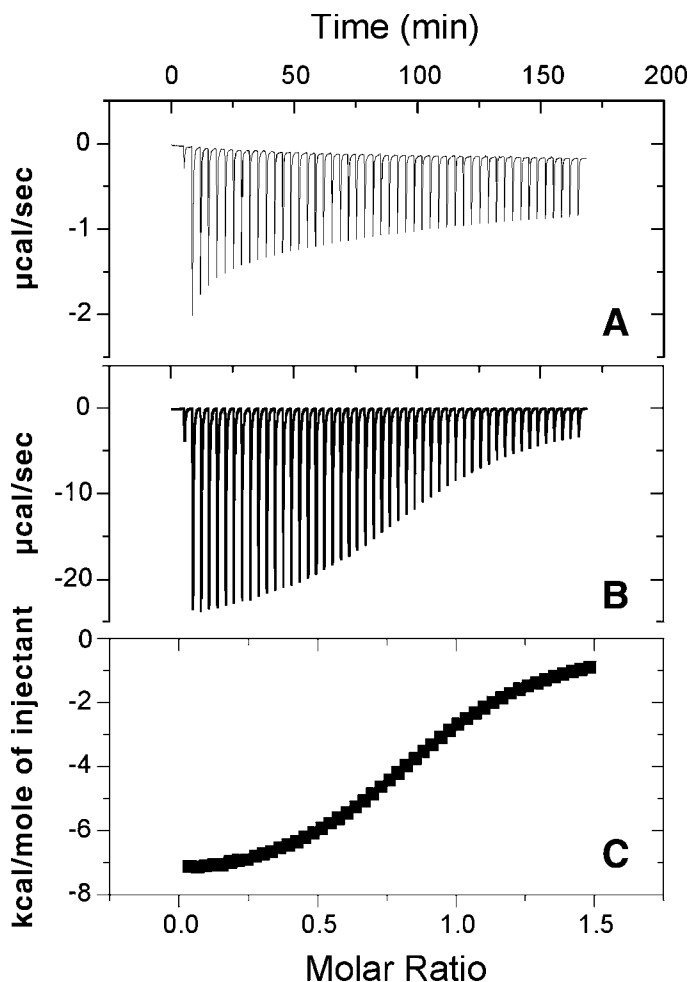 Time (min)
0 50 100 150 200
0
-1
-2
µcal/sec
A
0
-10
-20
µcal/sec
B
0
-2
-4
-6
-8
kcal/mole of injectant
C
0.0 0.5 1.0 1.5
Molar Ratio